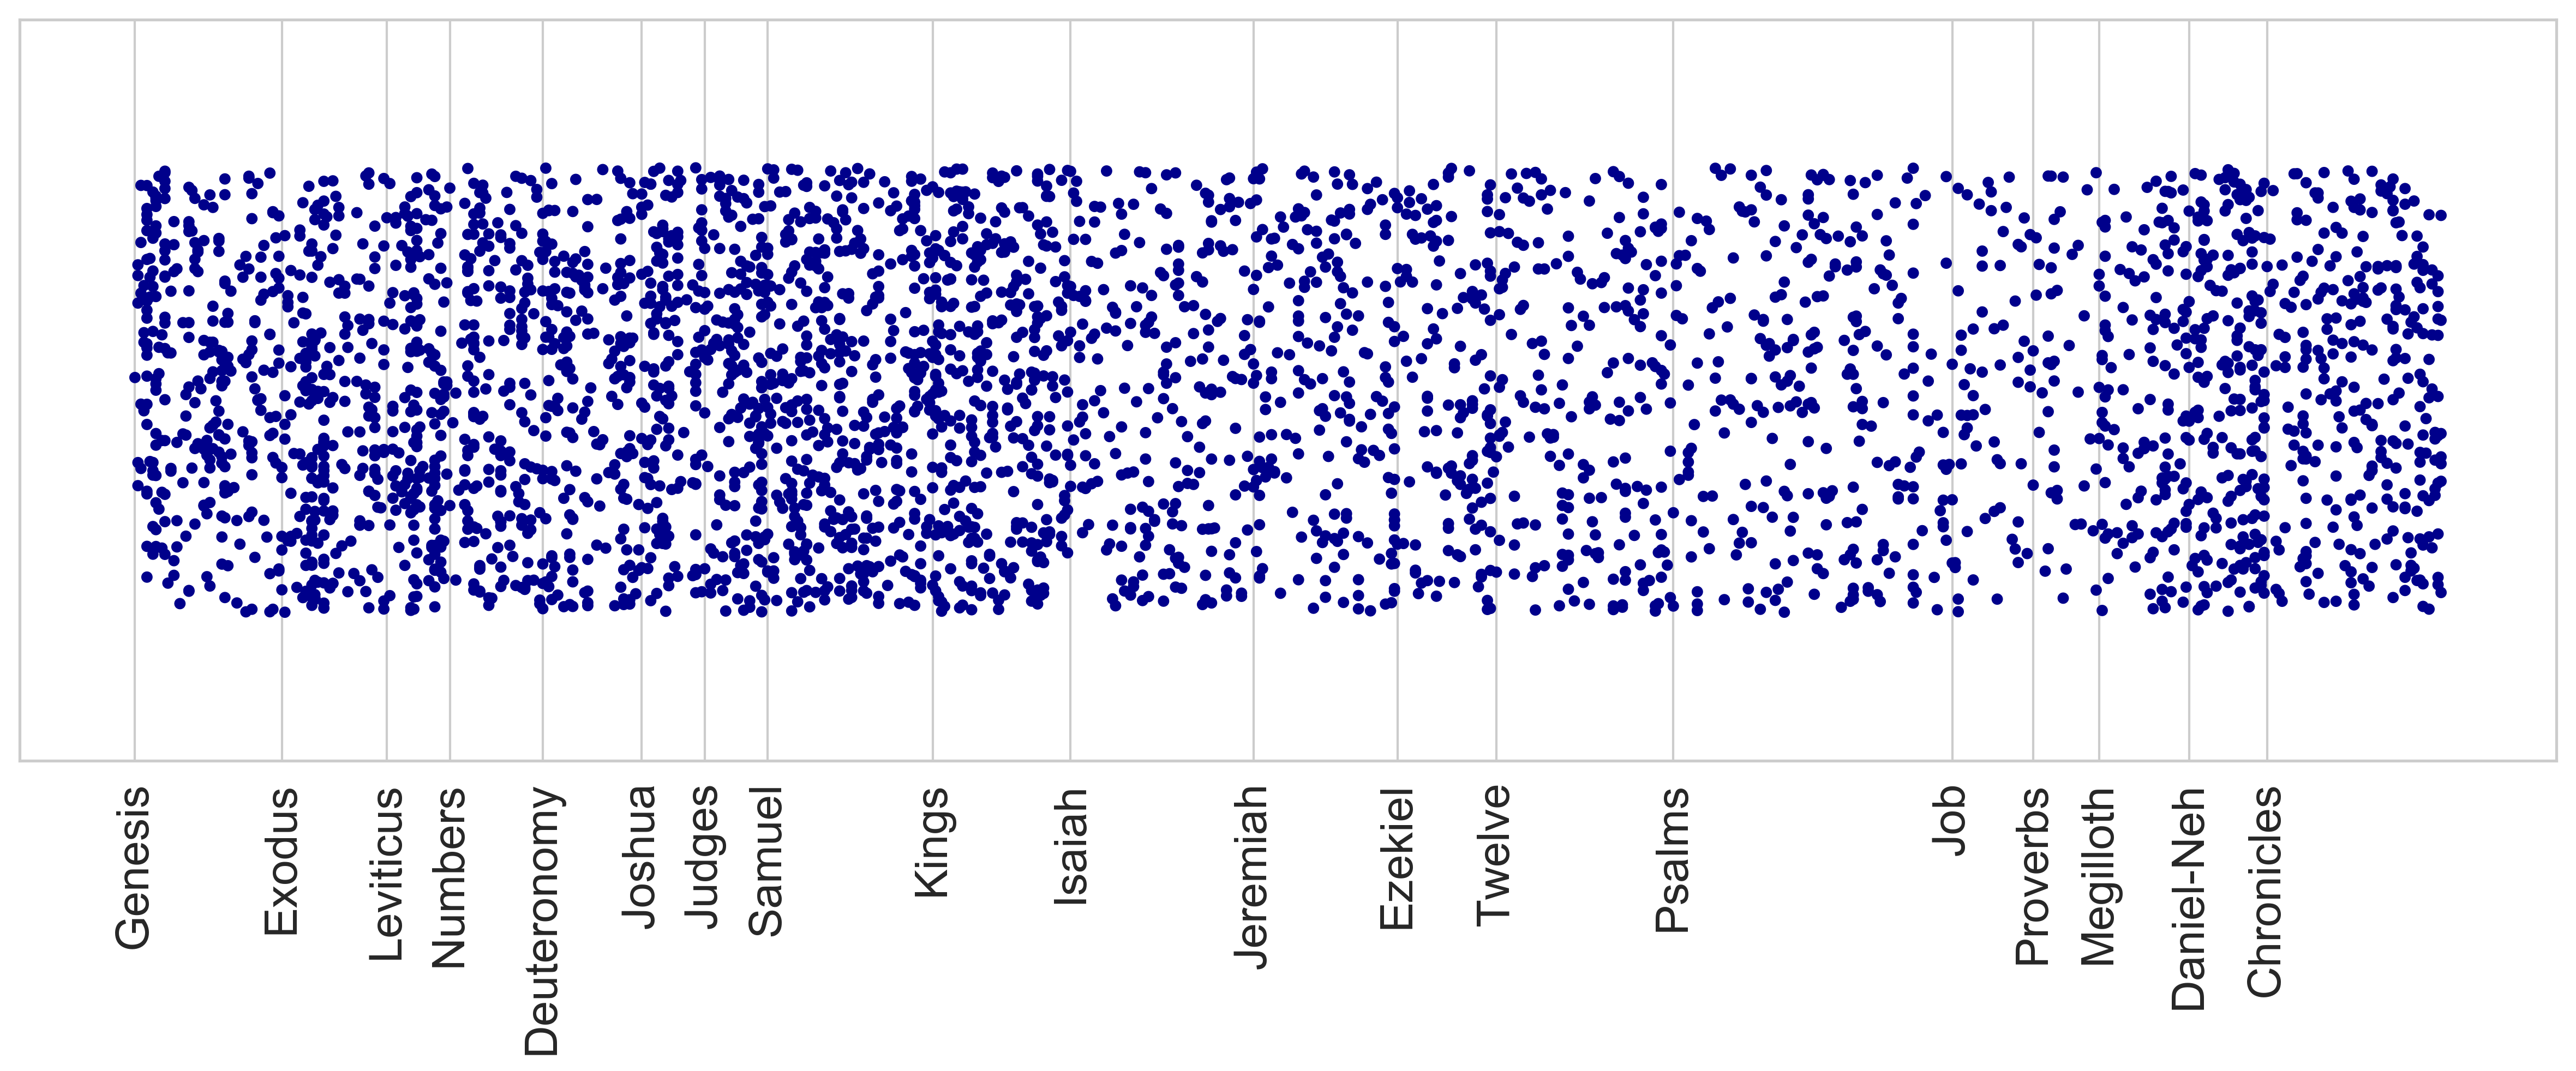 Genesis
Exodus
Leviticus
Numbers
Deuteronomy
Joshua
Judges
Samuel
Kings
Isaiah
Jeremiah
Ezekiel
Twelve
Psalms
Job
Proverbs
Megilloth
Daniel-Neh
Chronicles